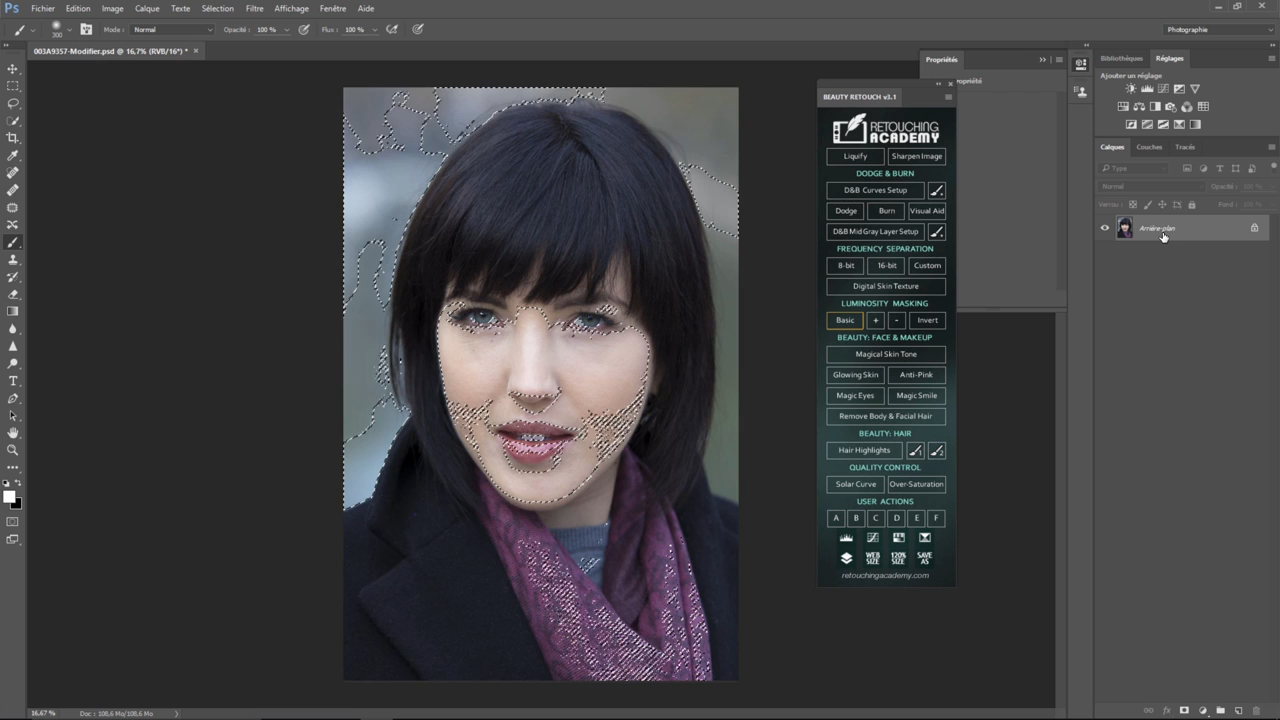 Ps Fichier Edition Image Calque Texte Sélection Filtre Affichage Fenêtre Aide
300 Mode : Normal Opacité : 100 % Flux : 100 % Photographie
003A9357-Modifier.psd @ 16,7% (RVB/16*) *
Propriétés
Bibliothèques Réglages
Ajouter un réglage
BEAUTY RETOUCH v3.1
RETOUCHING
ACADEMY
Liquify Sharpen Image
DODGE & BURN
D&B Curves Setup
Dodge Burn Visual Aid
D&B Mid Gray Layer Setup
FREQUENCY SEPARATION
8-bit 16-bit Custom
Digital Skin Texture
LUMINOSITY MASKING
Basic + - Invert
BEAUTY: FACE & MAKEUP
Magical Skin Tone
Glowing Skin Anti-Pink
Magic Eyes Magic Smile
Remove Body & Facial Hair
BEAUTY: HAIR
Hair Highlights 1 2
QUALITY CONTROL
Solar Curve Over-Saturation
USER ACTIONS
A B C D E F
WEB SIZE 120% SIZE SAVE AS
retouchingacademy.com
Calques Couches Tracés
Type
Normal Opacité : 100 %
Verrou : Fond : 100 %
Arrière-plan
16,67 % Doc : 108,6 Mo/108,6 Mo